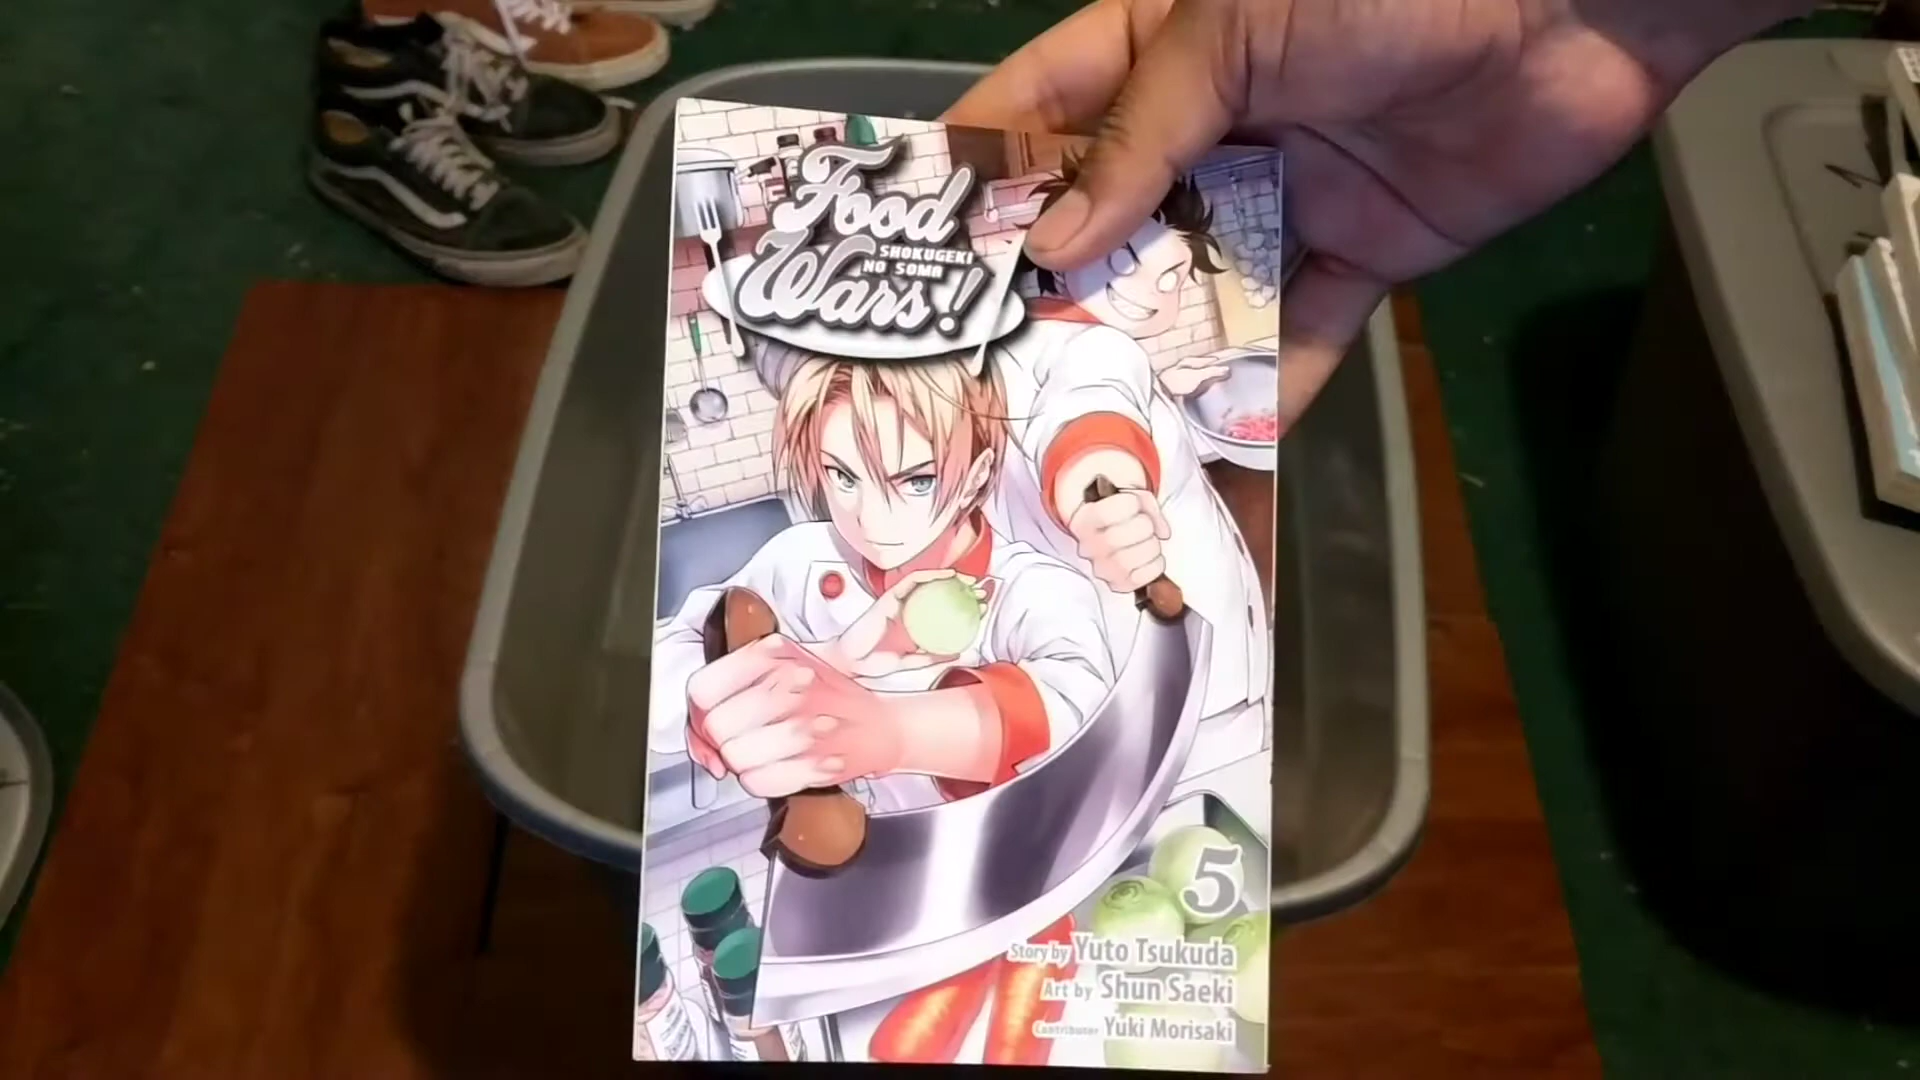 Food
SHOKUGEKI
NO SOMA
Wars!
5
Story by Yuto Tsukuda
Art by Shun Saeki
Contributor Yuki Morisaki